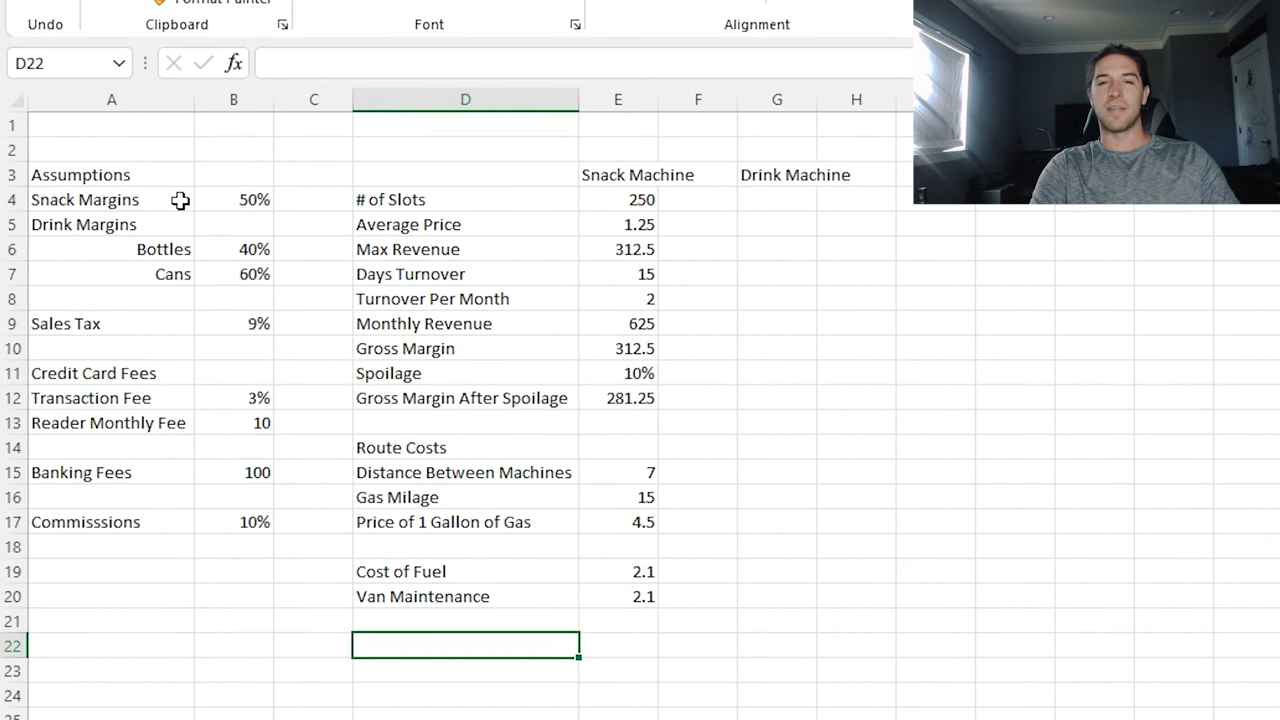 Format Painter
Undo Clipboard Font Alignment
D22 fx
A B C D E F G H
1
2
3 Assumptions Snack Machine Drink Machine
4 Snack Margins 50% # of Slots 250
5 Drink Margins Average Price 1.25
6 Bottles 40% Max Revenue 312.5
7 Cans 60% Days Turnover 15
8 Turnover Per Month 2
9 Sales Tax 9% Monthly Revenue 625
10 Gross Margin 312.5
11 Credit Card Fees Spoilage 10%
12 Transaction Fee 3% Gross Margin After Spoilage 281.25
13 Reader Monthly Fee 10
14 Route Costs
15 Banking Fees 100 Distance Between Machines 7
16 Gas Milage 15
17 Commisssions 10% Price of 1 Gallon of Gas 4.5
18
19 Cost of Fuel 2.1
20 Van Maintenance 2.1
21
22
23
24
25